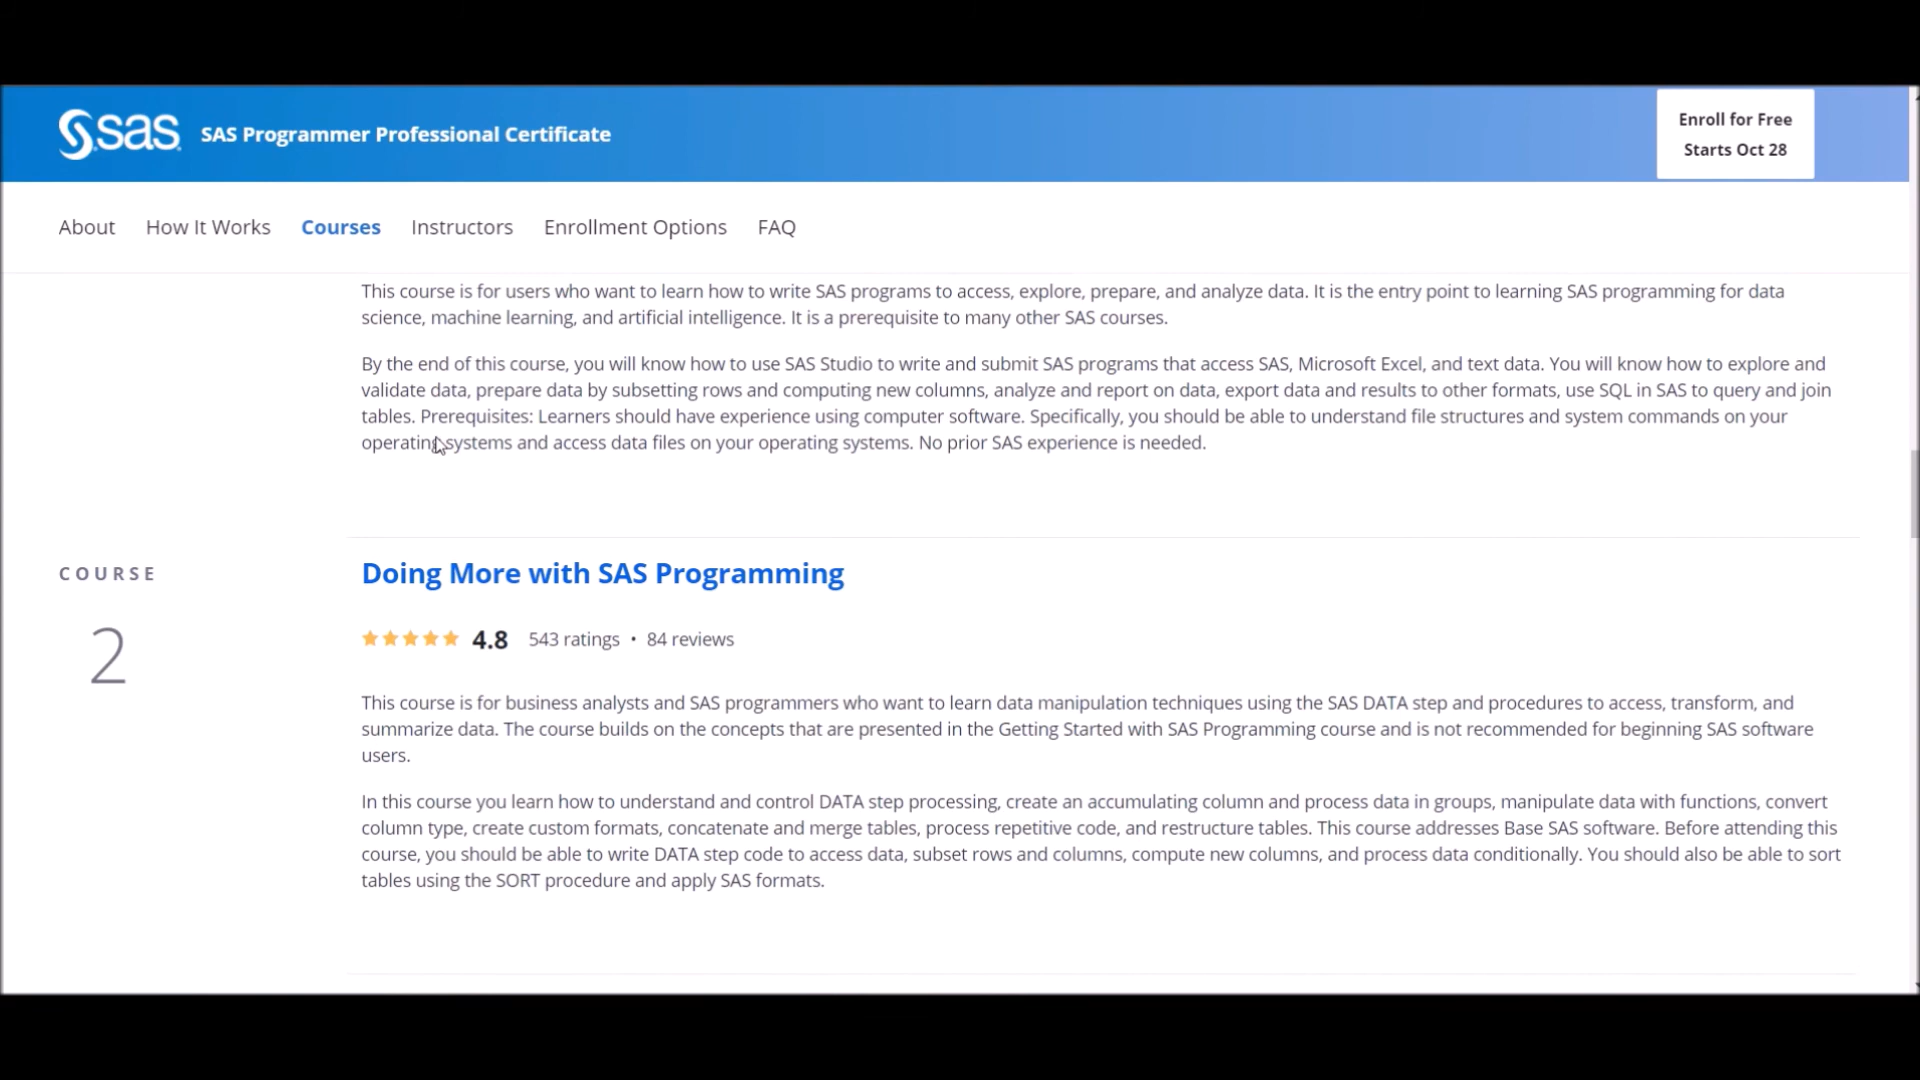 sas SAS Programmer Professional Certificate
Enroll for Free
Starts Oct 28
About How It Works Courses Instructors Enrollment Options FAQ
This course is for users who want to learn how to write SAS programs to access, explore, prepare, and analyze data. It is the entry point to learning SAS programming for data
science, machine learning, and artificial intelligence. It is a prerequisite to many other SAS courses.
By the end of this course, you will know how to use SAS Studio to write and submit SAS programs that access SAS, Microsoft Excel, and text data. You will know how to explore and
validate data, prepare data by subsetting rows and computing new columns, analyze and report on data, export data and results to other formats, use SQL in SAS to query and join
tables. Prerequisites: Learners should have experience using computer software. Specifically, you should be able to understand file structures and system commands on your
operating systems and access data files on your operating systems. No prior SAS experience is needed.
COURSE
2
Doing More with SAS Programming
4.8 543 ratings • 84 reviews
This course is for business analysts and SAS programmers who want to learn data manipulation techniques using the SAS DATA step and procedures to access, transform, and
summarize data. The course builds on the concepts that are presented in the Getting Started with SAS Programming course and is not recommended for beginning SAS software
users.
In this course you learn how to understand and control DATA step processing, create an accumulating column and process data in groups, manipulate data with functions, convert
column type, create custom formats, concatenate and merge tables, process repetitive code, and restructure tables. This course addresses Base SAS software. Before attending this
course, you should be able to write DATA step code to access data, subset rows and columns, compute new columns, and process data conditionally. You should also be able to sort
tables using the SORT procedure and apply SAS formats.